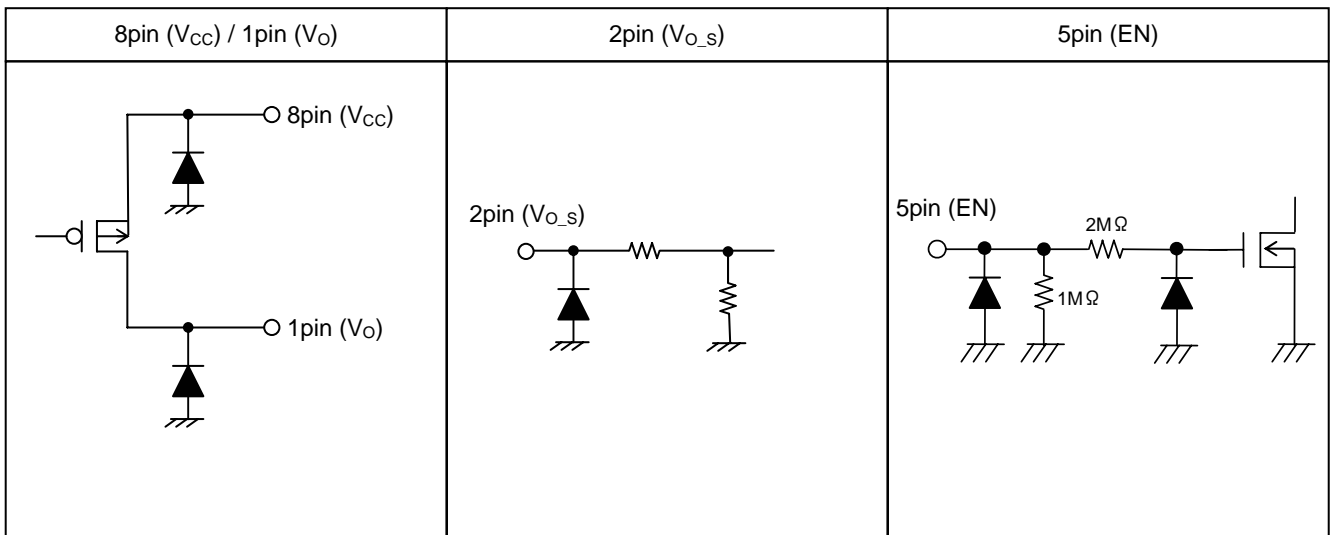 8pin (VCC) / 1pin (VO)
2pin (VO_S)
5pin (EN)
8pin (VCC)
1pin (VO)
2pin (VO_S)
5pin (EN)
2MΩ
1MΩ